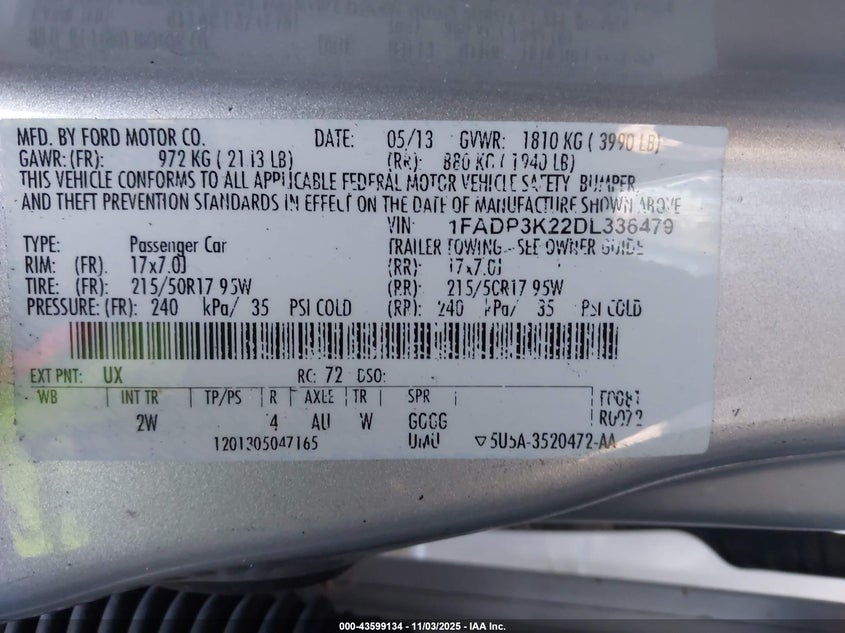 MFD. BY FORD MOTOR CO. DATE: 05/13 GVWR: 1810 KG ( 3990 LB)
GAWR: (FR): 972 KG ( 2143 LB) (RR): 880 KG ( 1940 LB)
THIS VEHICLE CONFORMS TO ALL APPLICABLE FEDERAL MOTOR VEHICLE SAFETY BUMPER,
AND THEFT PREVENTION STANDARDS IN EFFECT ON THE DATE OF MANUFACTURE SHOWN ABOVE
VIN: 1FADP3K22DL336479
TYPE: Passenger Car TRAILER TOWING - SEE OWNER GUIDE
RIM: (FR). 17x7.0J (RR): 17x7.0J
TIRE: (FR): 215/50R17 95W (RR): 215/50R17 95W
PRESSURE: (FR): 240 kPa/ 35 PSI COLD (RR): 240 kPa/ 35 PSI COLD
EXT PNT: UX RC: 72 DSO:
WB INT TR TP/PS R AXLE TR SPR
2W 4 AU W
1201305047165 ▽5U5A-3520472-AA
000-43599134 - 11/03/2025 - IAA Inc.